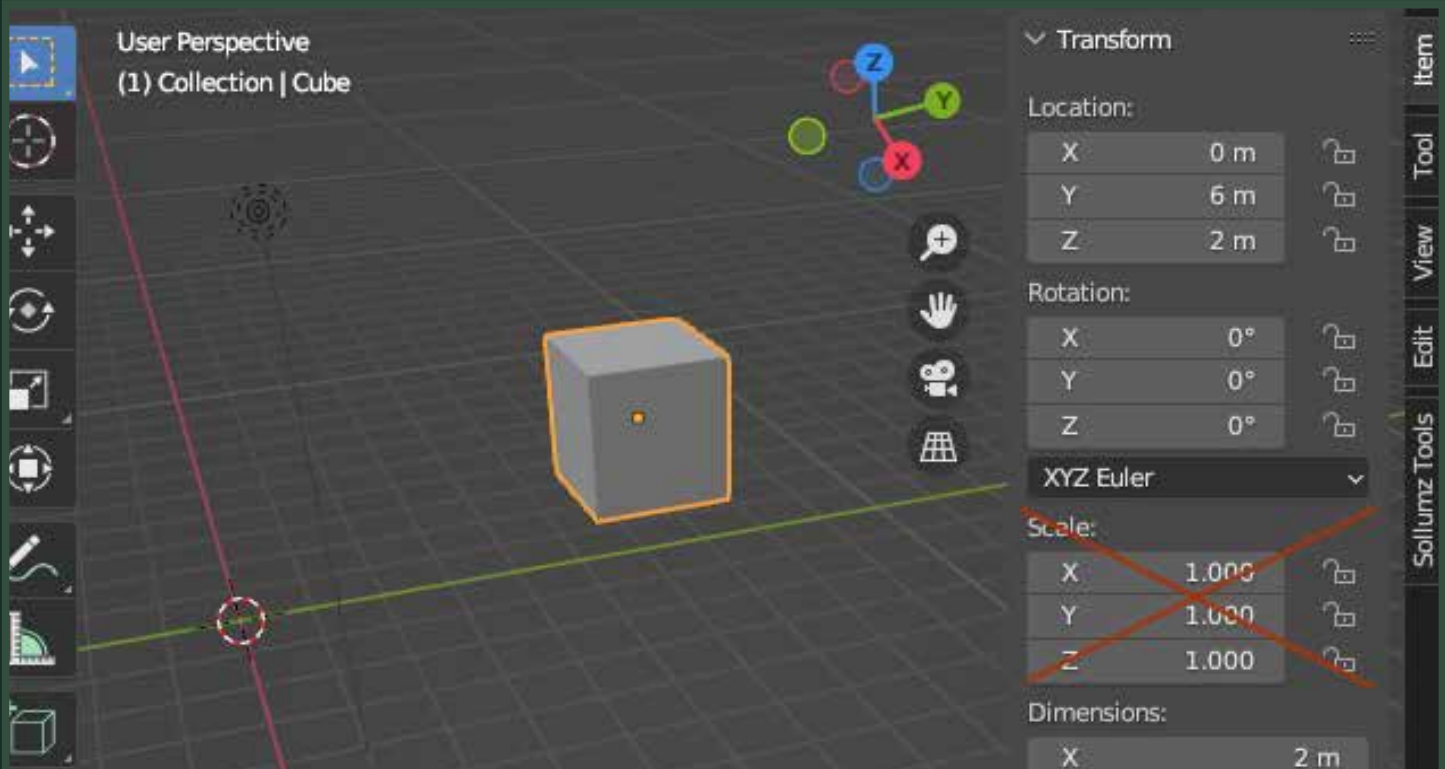 User Perspective
(1) Collection | Cube
Z
Y
X
Transform
Location:
X 0 m
Y 6 m
Z 2 m
Rotation:
X 0°
Y 0°
Z 0°
XYZ Euler
Scale:
X 1.000
Y 1.000
Z 1.000
Dimensions:
X 2 m
Item
Tool
View
Edit
Sollumz Tools